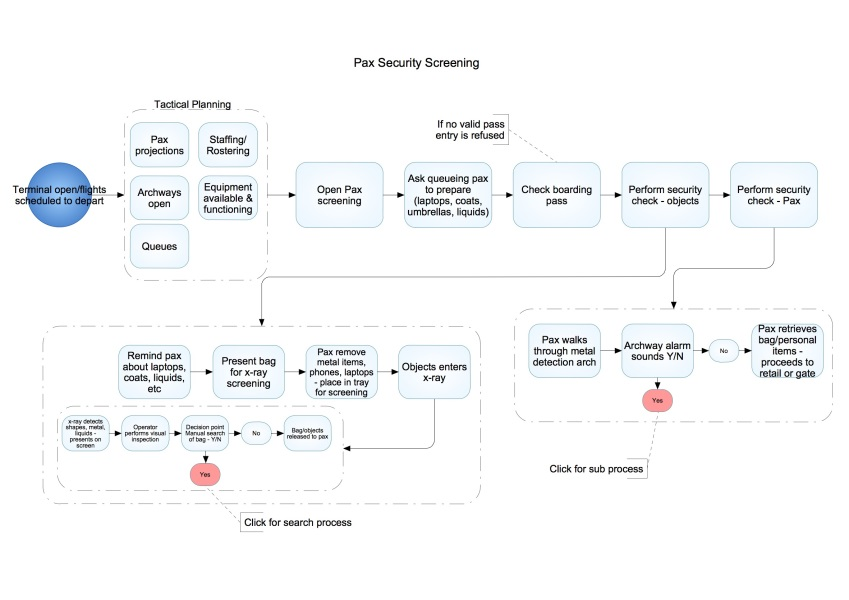 Pax Security Screening
Tactical Planning
Pax
projections
Staffing/
Rostering
Archways
open
Equipment
available &
functioning
Queues
Terminal open/flights
scheduled to depart
Open Pax
screening
Ask queueing pax
to prepare
(laptops, coats,
umbrellas, liquids)
If no valid pass
entry is refused
Check boarding
pass
Perform security
check - objects
Perform security
check - Pax
Remind pax
about laptops,
coats, liquids,
etc
Present bag
for x-ray
screening
Pax remove
metal items,
phones, laptops
- place in tray
for screening
Objects enters
x-ray
x-ray detects
shapes, metal,
liquids -
presents on
screen
Operator
performs visual
inspection
Decision point
Manual search
of bag - Y/N
No
Bag/objects
released to pax
Yes
Click for search process
Pax walks
through metal
detection arch
Archway alarm
sounds Y/N
No
Pax retrieves
bag/personal
items -
proceeds to
retail or gate
Yes
Click for sub process